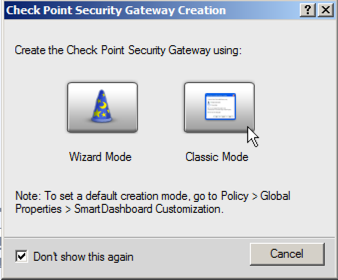 Check Point Security Gateway Creation
Create the Check Point Security Gateway using:
Wizard Mode
Classic Mode
Note: To set a default creation mode, go to Policy > Global
Properties > SmartDashboard Customization.
Don't show this again
Cancel